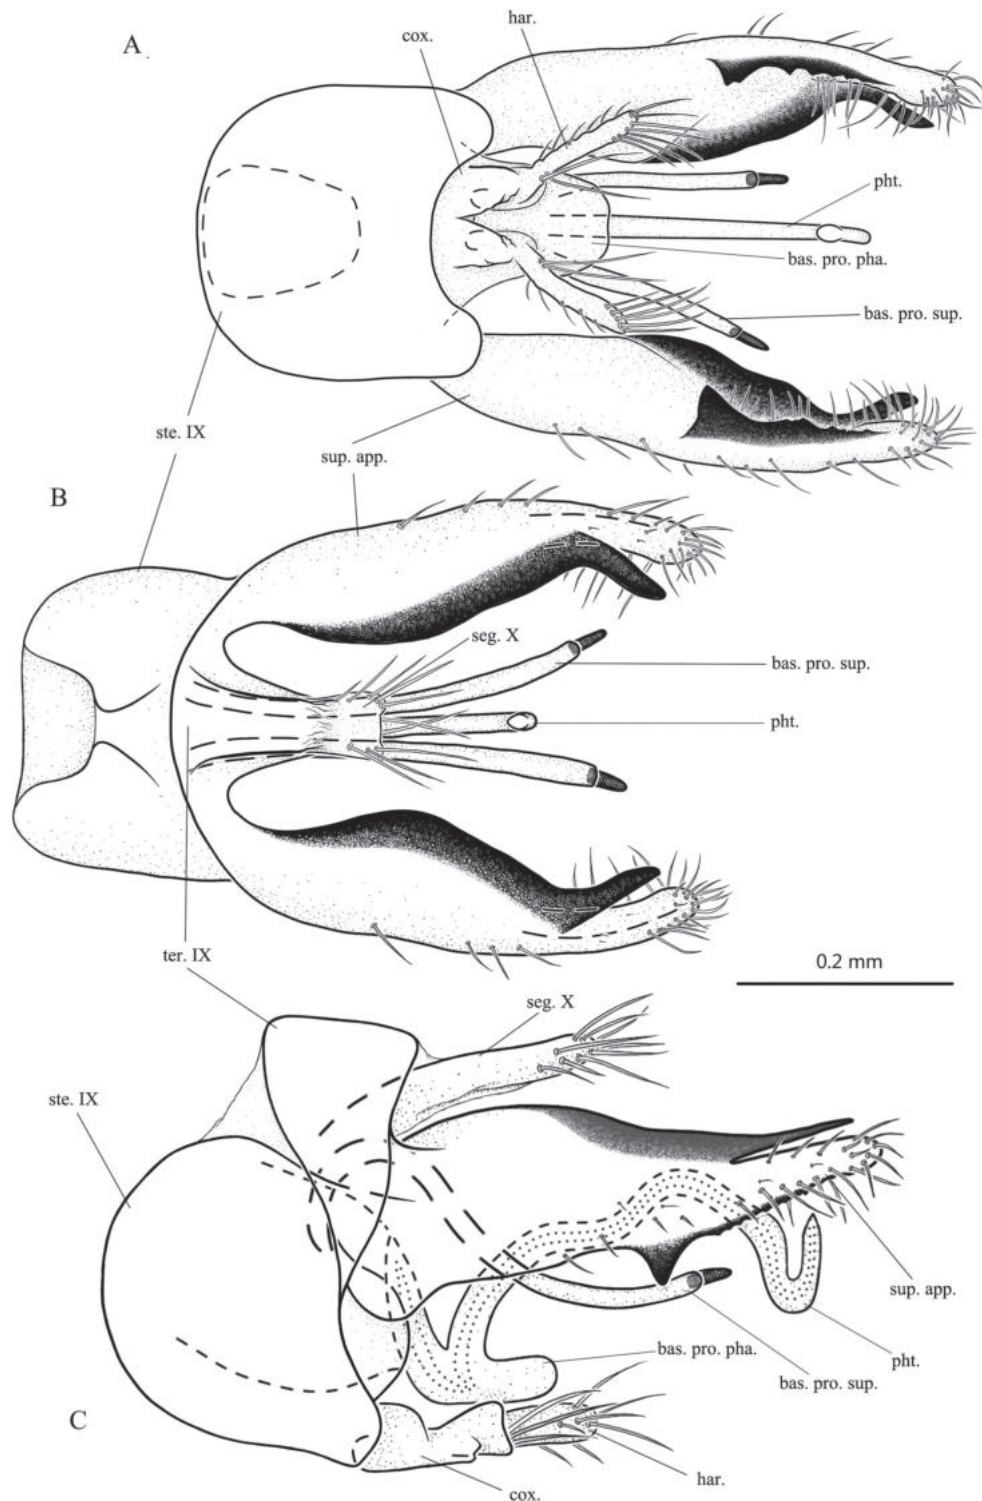 A
cox.
har.
pht.
bas. pro. pha.
bas. pro. sup.
ste. IX
sup. app.
B
seg. X
bas. pro. sup.
pht.
ter. IX
0.2 mm
seg. X
ste. IX
sup. app.
pht.
bas. pro. pha.
bas. pro. sup.
C
har.
cox.